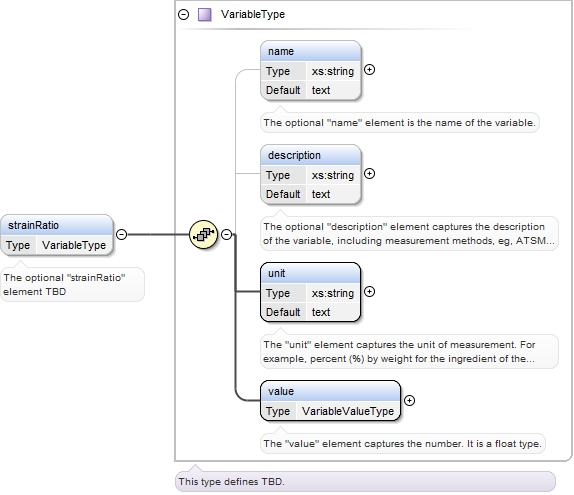 VariableType
name
Type xs:string
Default text
The optional "name" element is the name of the variable.
description
Type xs:string
Default text
The optional "description" element captures the description
of the variable, including measurement methods, eg, ATSM...
strainRatio
Type VariableType
The optional "strainRatio"
element TBD
unit
Type xs:string
Default text
The "unit" element captures the unit of measurement. For
example, percent (%) by weight for the ingredient of the...
value
Type VariableValueType
The "value" element captures the number. It is a float type.
This type defines TBD.